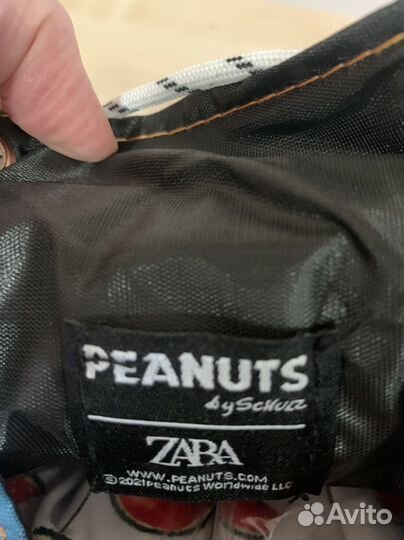 PEANUTS
by SCHULZ
ZARA
WWW.PEANUTS.COM
©2021 Peanuts Worldwide LLC
Avito